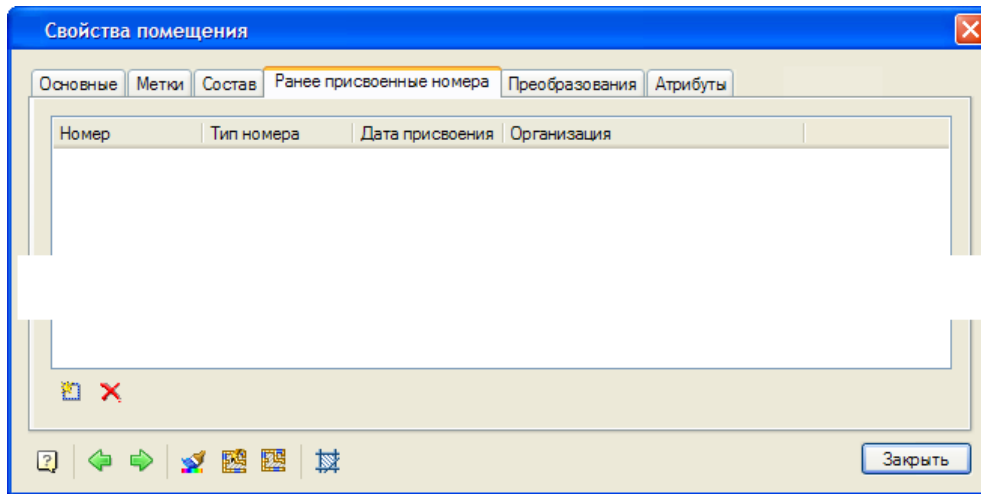 Свойства помещения
Основные Метки Состав Ранее присвоенные номера Преобразования Атрибуты
Номер Тип номера Дата присвоения Организация
Закрыть